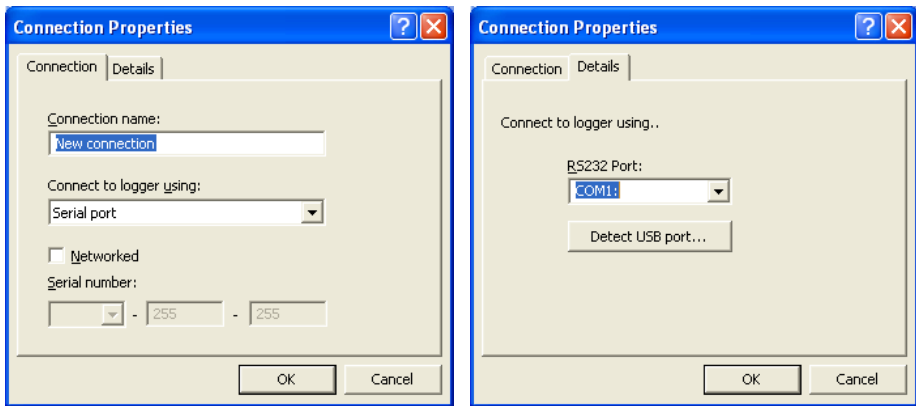 Connection Properties
Connection Details
Connection name:
New connection
Connect to logger using:
Serial port
Networked
Serial number:
- 255 - 255
OK Cancel
Connection Properties
Connection Details
Connect to logger using..
RS232 Port:
COM1:
Detect USB port...
OK Cancel